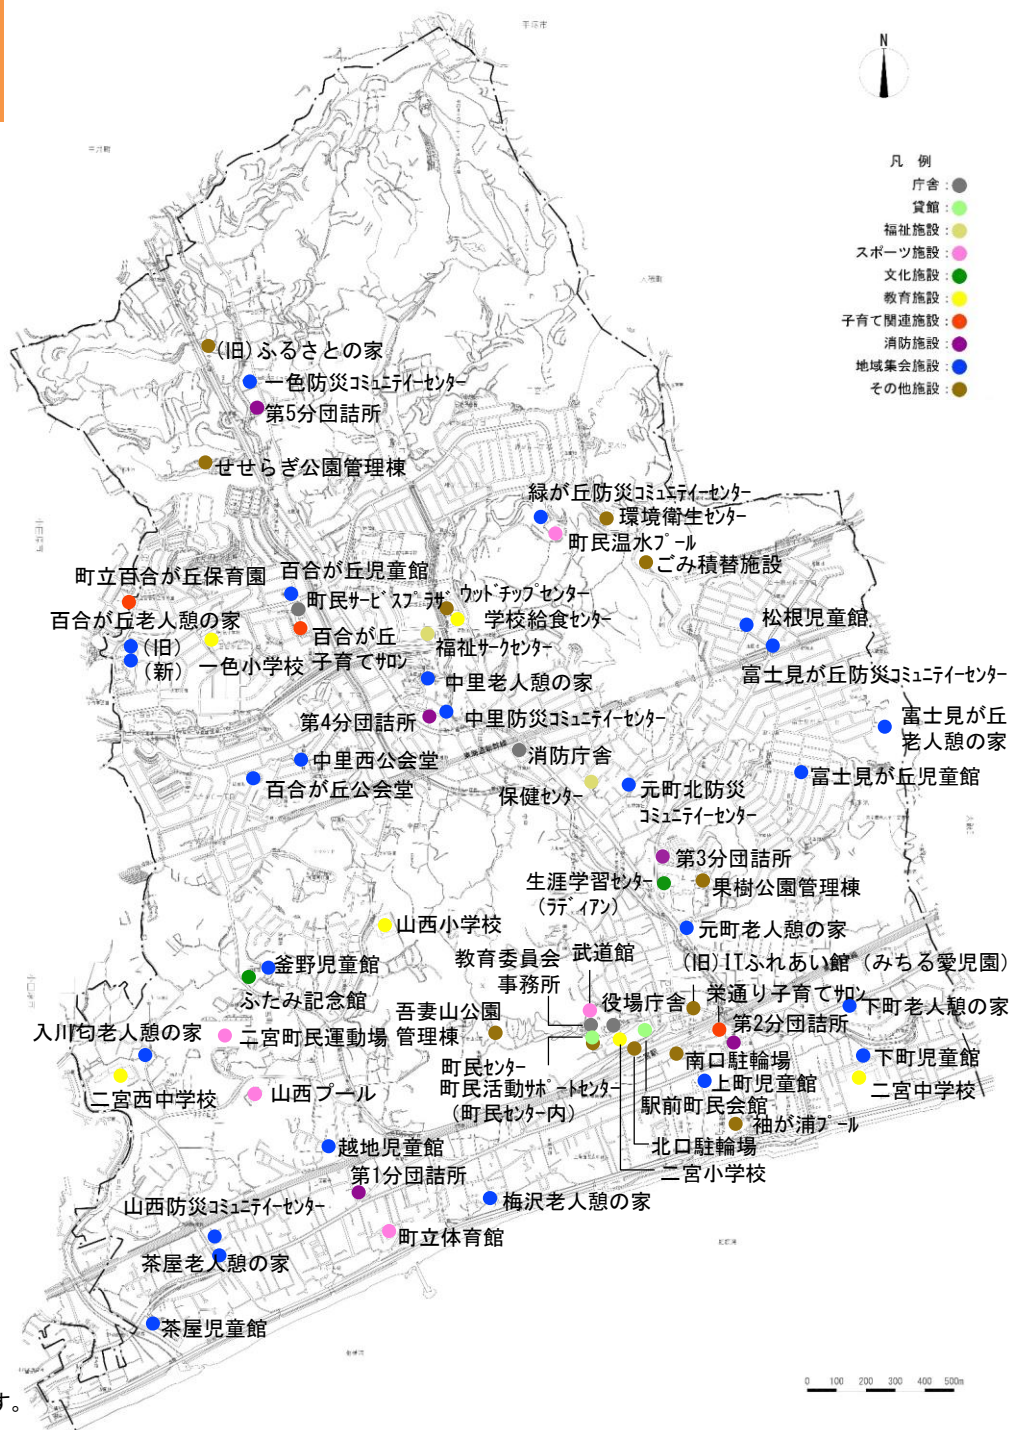 平塚市
N
凡 例
庁舎：
貸館：
福祉施設：
スポーツ施設：
文化施設：
教育施設：
子育て関連施設：
消防施設：
地域集会施設：
その他施設：
(旧)ふるさとの家
一色防災ｺﾐｭﾆﾃｨｰｾﾝﾀｰ
第5分団詰所
せせらぎ公園管理棟
緑が丘防災ｺﾐｭﾆﾃｨｰｾﾝﾀｰ
環境衛生ｾﾝﾀｰ
町民温水ﾌﾟｰﾙ
ごみ積替施設
町立百合が丘保育園
百合が丘児童館
町民ｻｰﾋﾞｽﾌﾟﾗｻﾞ
ｳｯﾄﾞﾁｯﾌﾟｾﾝﾀｰ
学校給食ｾﾝﾀｰ
百合が丘老人憩の家
(旧)
(新)
一色小学校
百合が丘
子育てｻﾛﾝ
福祉ｻｰｸｾﾝﾀｰ
松根児童館
富士見が丘防災ｺﾐｭﾆﾃｨｰｾﾝﾀｰ
中里老人憩の家
第4分団詰所
中里防災ｺﾐｭﾆﾃｨｰｾﾝﾀｰ
富士見が丘
老人憩の家
東海道新幹線
消防庁舎
中里西公会堂
百合が丘公会堂
保健ｾﾝﾀｰ
元町北防災
ｺﾐｭﾆﾃｨｰｾﾝﾀｰ
富士見が丘児童館
第3分団詰所
生涯学習ｾﾝﾀｰ
(ﾗﾃﾞｨｱﾝ)
果樹公園管理棟
山西小学校
元町老人憩の家
釜野児童館
ふたみ記念館
教育委員会
事務所
武道館
(旧)ITふれあい館 (みちる愛児園)
役場庁舎
栄通り子育てｻﾛﾝ
下町老人憩の家
吾妻山公園
管理棟
第2分団詰所
入川匂老人憩の家
二宮町民運動場
町民ｾﾝﾀｰ
町民活動ｻﾎﾟｰﾄｾﾝﾀｰ
(町民ｾﾝﾀｰ内)
南口駐輪場
下町児童館
二宮中学校
上町児童館
駅前町民会館
二宮西中学校
山西プール
袖が浦ﾌﾟｰﾙ
北口駐輪場
二宮小学校
越地児童館
第1分団詰所
梅沢老人憩の家
山西防災ｺﾐｭﾆﾃｨｰｾﾝﾀｰ
町立体育館
茶屋老人憩の家
茶屋児童館
0 100 200 300 400 500m
す。